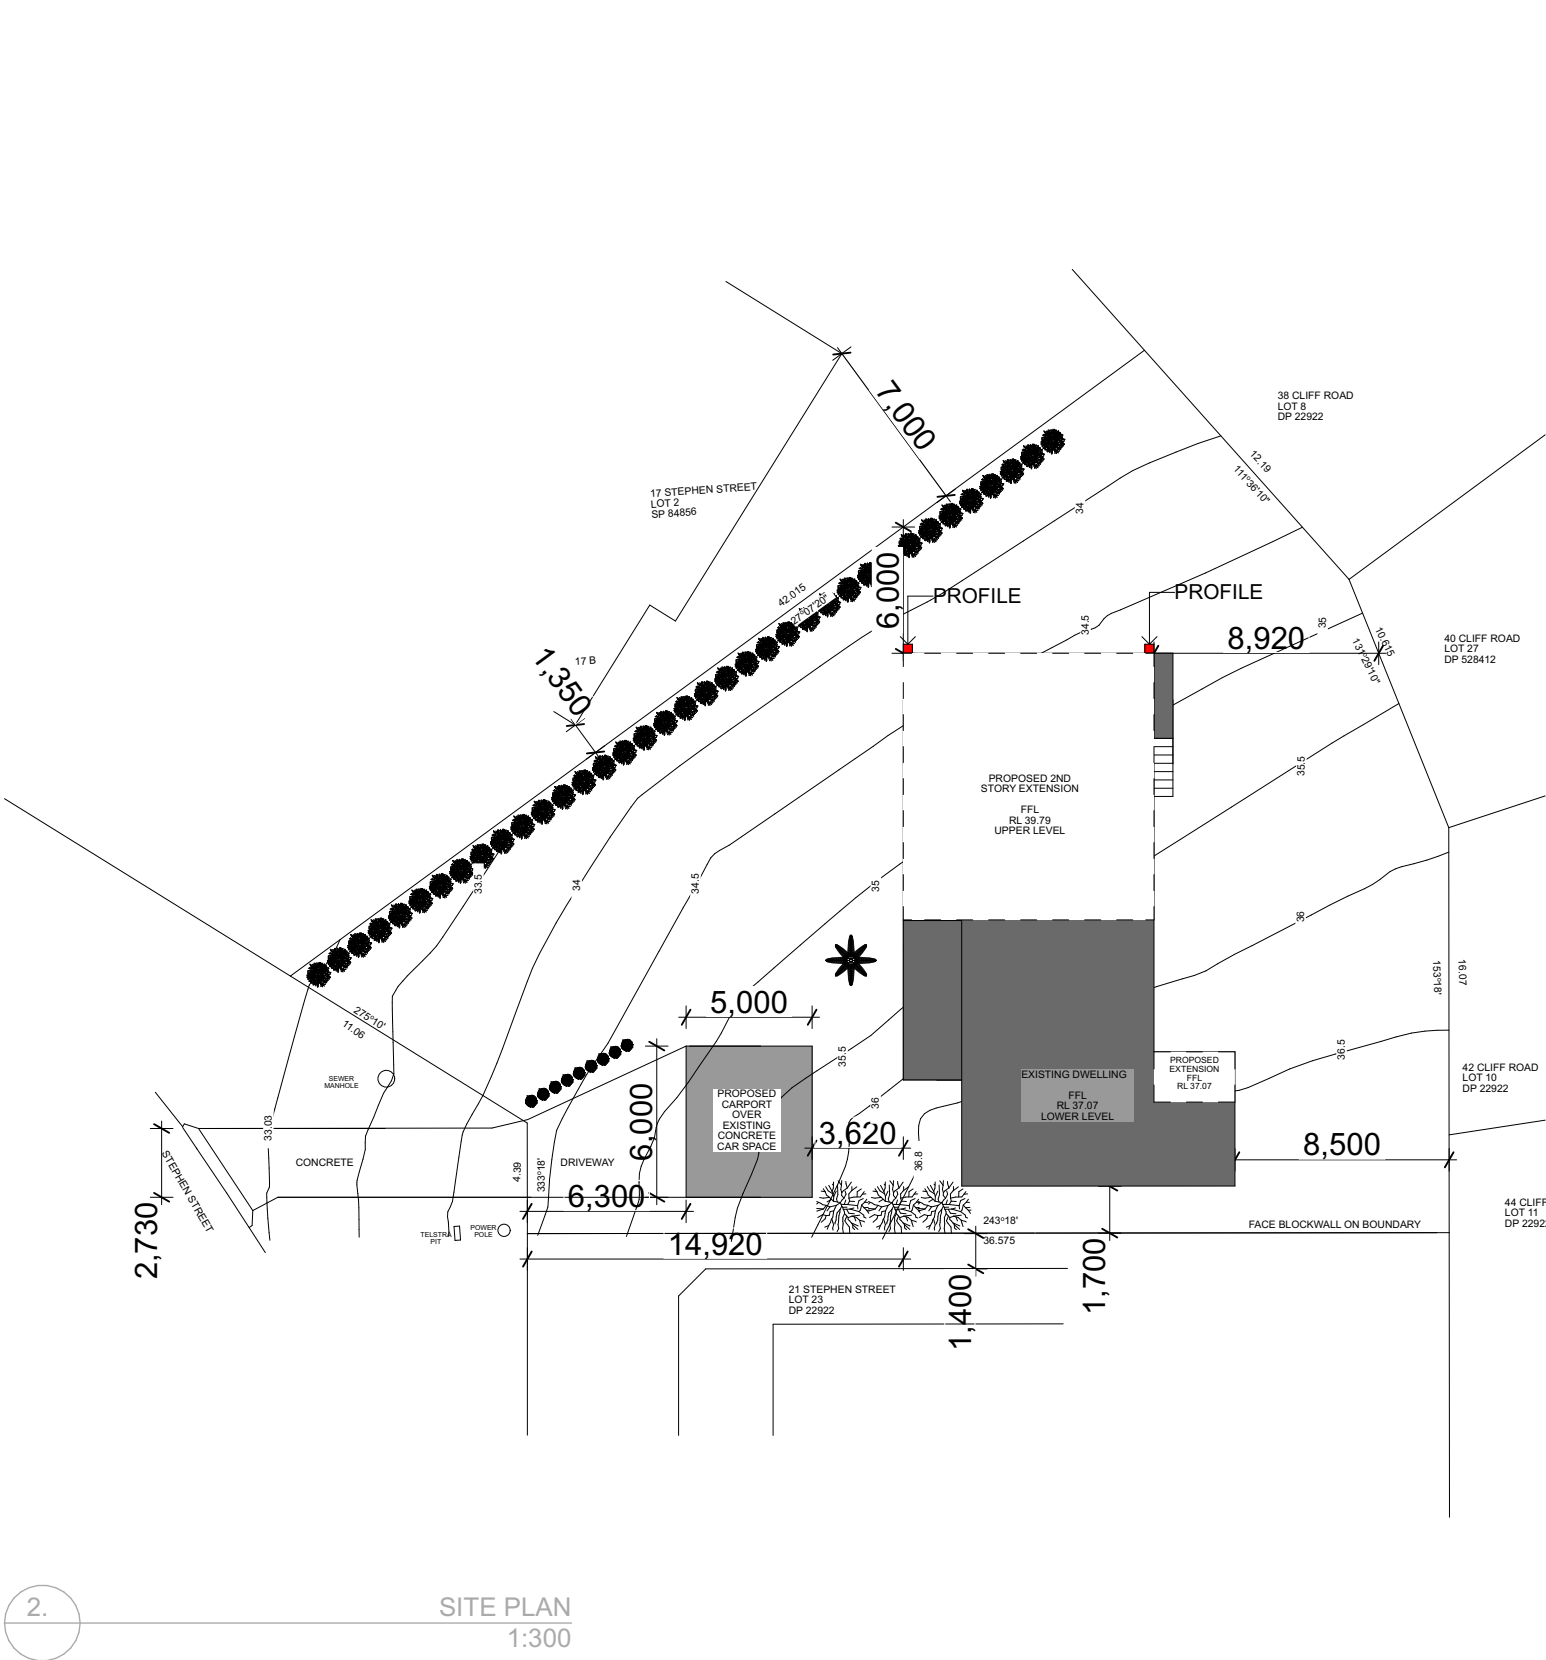 38 CLIFF ROAD
LOT 8
DP 22922
7,000
12.19
111°36'10"
17 STEPHEN STREET
LOT 2
SP 84856
34
6,000
42.015
27°07'20"
PROFILE
PROFILE
34.5
35
8,920
10.615
131°29'10"
40 CLIFF ROAD
LOT 27
DP 528412
1,350
17 B
35.5
PROPOSED 2ND
STORY EXTENSION
FFL
RL 39.79
UPPER LEVEL
33.5
34
34.5
35
36
16.07
153°18'
5,000
275°10'
11.06
35.5
36.5
SEWER
MANHOLE
PROPOSED
EXTENSION
FFL
RL 37.07
42 CLIFF ROAD
LOT 10
DP 22922
EXISTING DWELLING
FFL
RL 37.07
LOWER LEVEL
PROPOSED
CARPORT
OVER
EXISTING
CONCRETE
CAR SPACE
6,000
36
33.03
3,620
36.8
8,500
CONCRETE
4.39
333°18'
DRIVEWAY
STEPHEN STREET
6,300
44 CLIFF
LOT 11
DP 2292
2,730
TELSTRA
PIT
POWER
POLE
243°18'
36.575
FACE BLOCKWALL ON BOUNDARY
14,920
1,400
1,700
21 STEPHEN STREET
LOT 23
DP 22922
2.
SITE PLAN
1:300